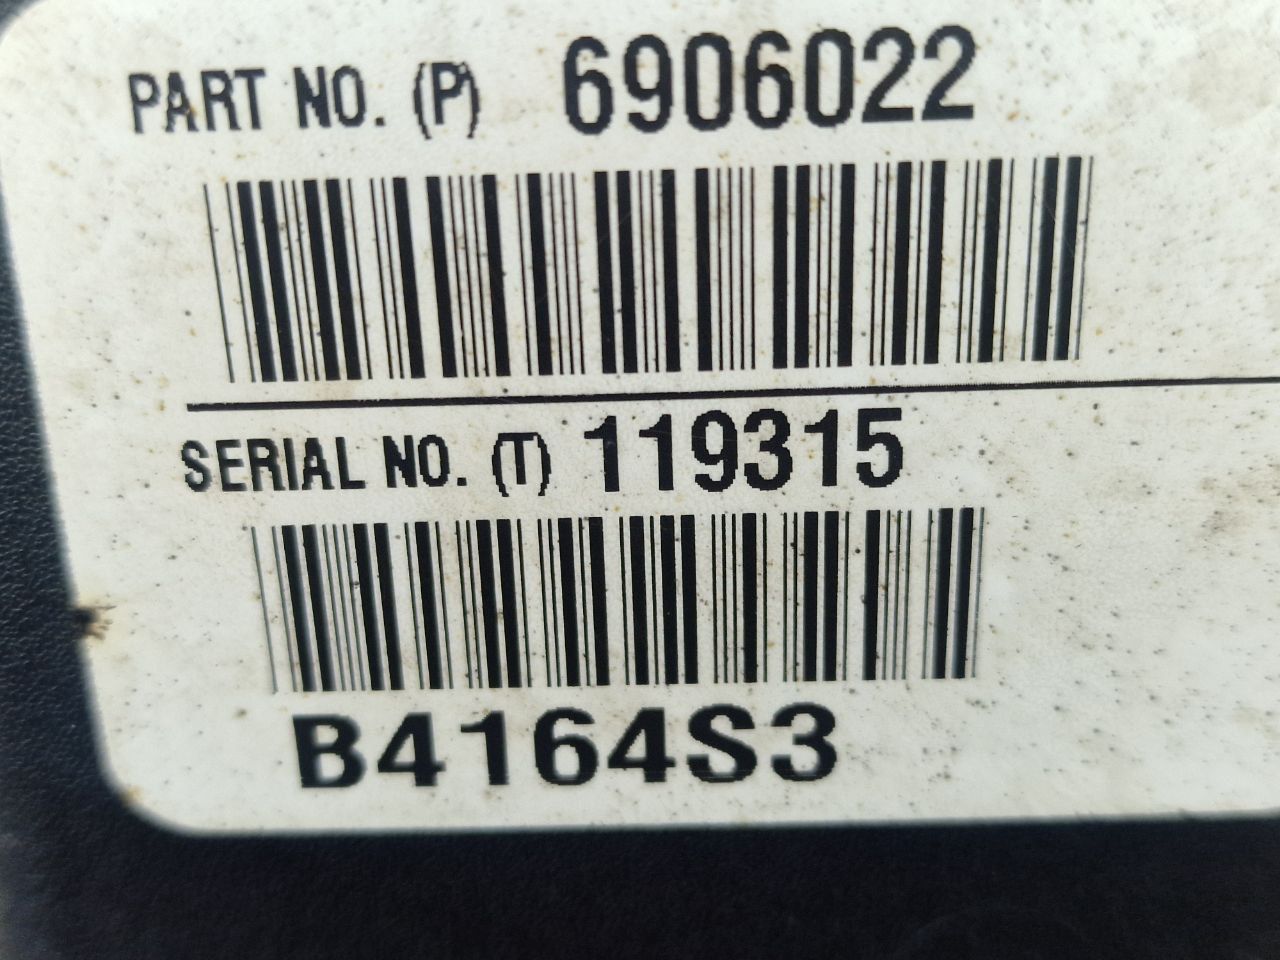 PART NO. (P) 6906022
SERIAL NO. (T) 119315
B4164S3